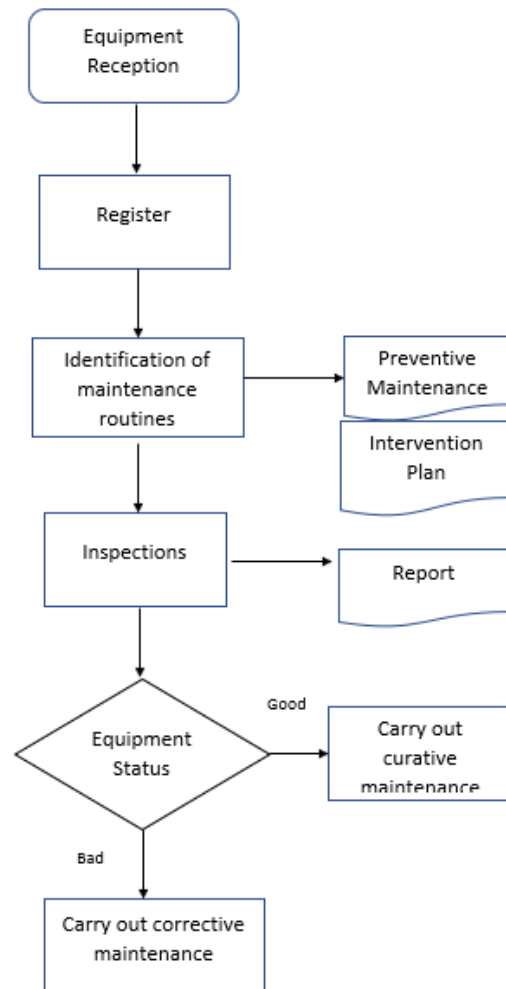 Equipment
Reception
Register
Identification of
maintenance
routines
Preventive
Maintenance
Intervention
Plan
Inspections
Report
Equipment
Status
Good
Carry out
curative
maintenance
Bad
Carry out corrective
maintenance